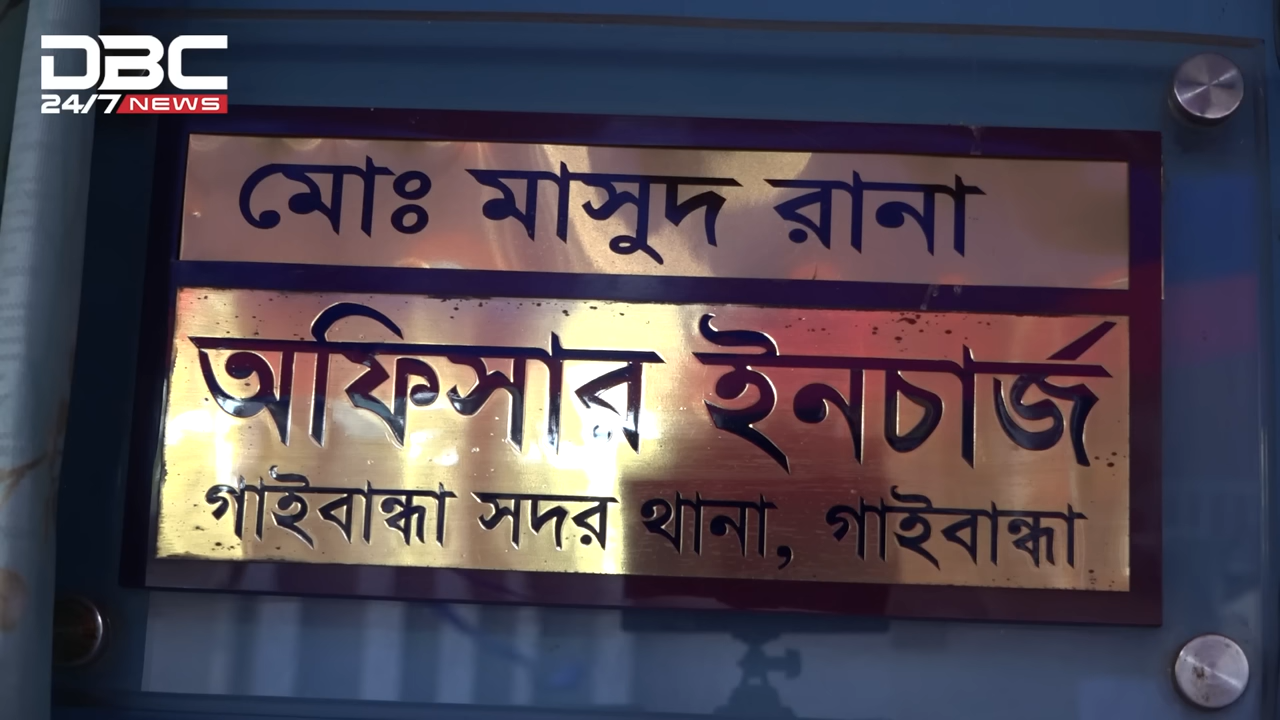 DBC
24/7 NEWS
মোঃ মাসুদ রানা
অফিসার ইনচার্জ
গাইবান্ধা সদর থানা, গাইবান্ধা